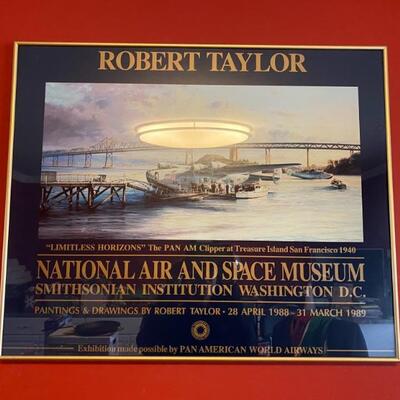 ROBERT TAYLOR
"LIMITLESS HORIZONS" The PAN AM Clipper at Treasure Island San Francisco 1940
NATIONAL AIR AND SPACE MUSEUM
SMITHSONIAN INSTITUTION WASHINGTON D.C.
PAINTINGS & DRAWINGS BY ROBERT TAYLOR · 28 APRIL 1988 - 31 MARCH 1989
Exhibition made possible by PAN AMERICAN WORLD AIRWAYS